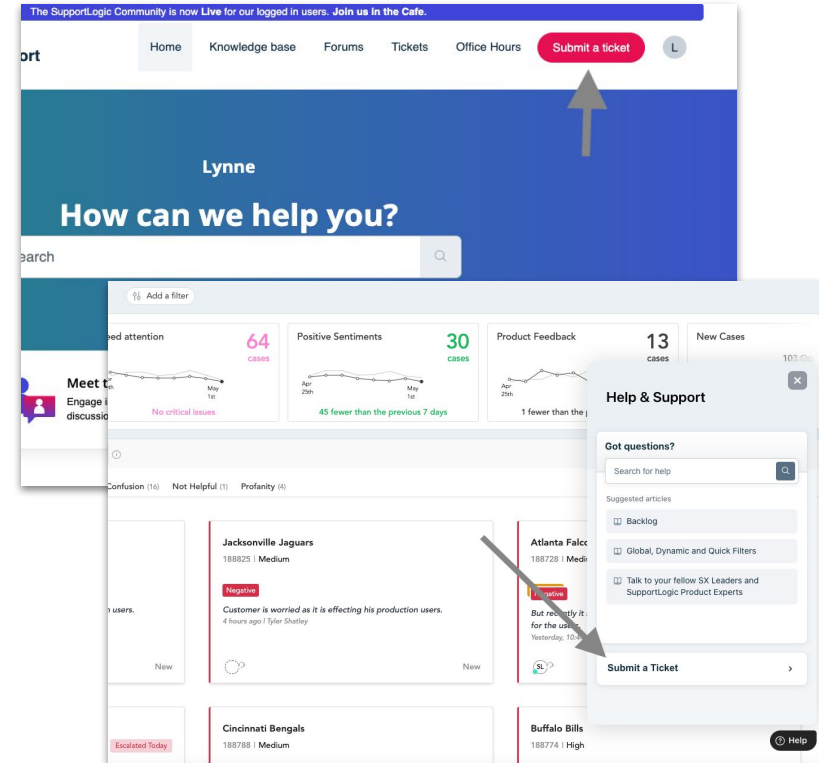 The SupportLogic Community is now Live for our logged in users. Join us in the Cafe.
Home Knowledge base Forums Tickets Office Hours Submit a ticket L
ort
Lynne
How can we help you?
earch
Meet t
Engage i
discussio
Add a filter
eed attention
64
cases
May
1st
No critical issues
Positive Sentiments
30
cases
Apr
25th
May
1st
45 fewer than the previous 7 days
Product Feedback
13
cases
Apr
25th
1 fewer than the p
New Cases
Confusion (16) Not Helpful (1) Profanity (4)
users.
New
Escalated Today
Jacksonville Jaguars
188825 | Medium
Negative
Customer is worried as it is effecting his production users.
4 hours ago | Tyler Shatley
New
Atlanta Falco
188728 | Medi
Negative
But recently it
for the user
Yesterday, 10:4
SL
Cincinnati Bengals
188788 | Medium
Buffalo Bills
188774 | High
Help & Support
Got questions?
Search for help
Suggested articles
Backlog
Global, Dynamic and Quick Filters
Talk to your fellow SX Leaders and
SupportLogic Product Experts
Submit a Ticket
Help